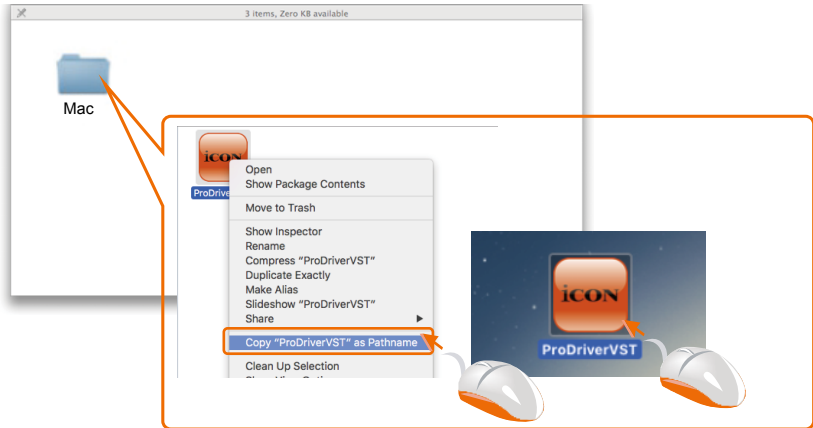 3 items, Zero KB available
Mac
iCON
ProDrive
Open
Show Package Contents
Move to Trash
Show Inspector
Rename
Compress “ProDriverVST”
Duplicate Exactly
Make Alias
Slideshow “ProDriverVST”
Share
Copy “ProDriverVST” as Pathname
Clean Up Selection
iCON
ProDriverVST